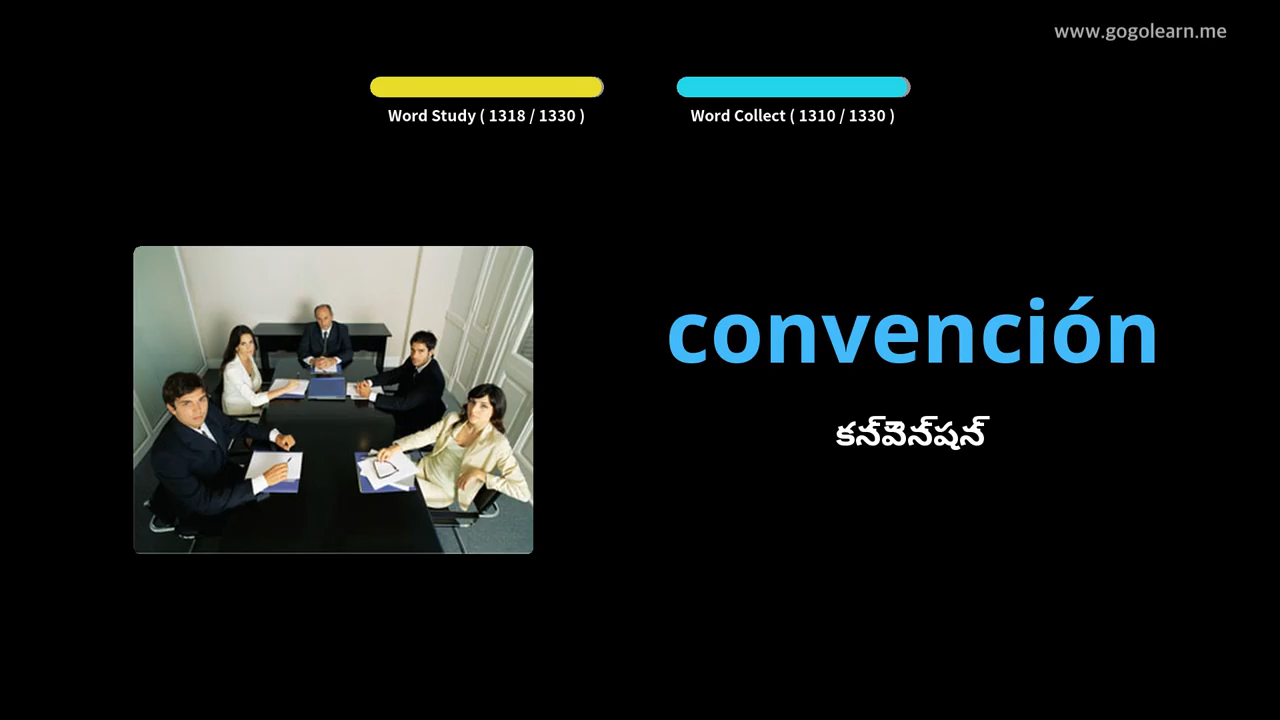 www.gogolearn.me
Word Study ( 1318 / 1330 )
Word Collect ( 1310 / 1330 )
convención
కన్వెన్షన్